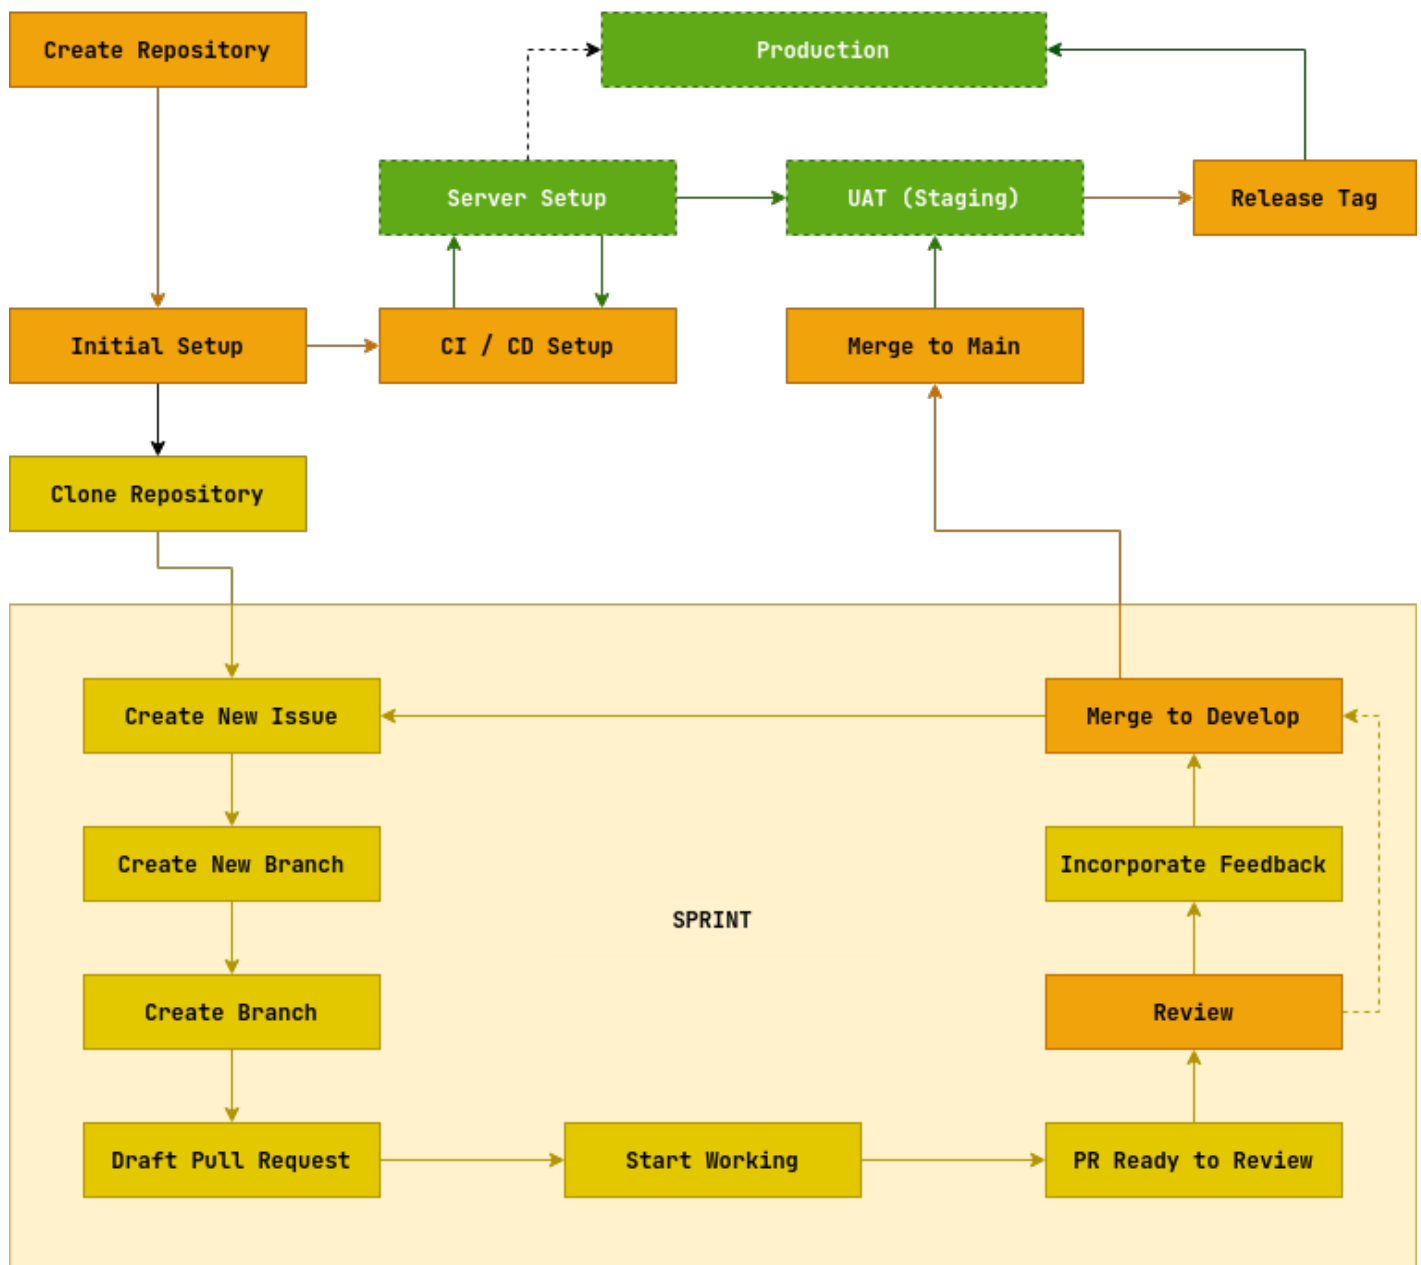 Create Repository
Production
Server Setup
UAT (Staging)
Release Tag
Initial Setup
CI / CD Setup
Merge to Main
Clone Repository
Create New Issue
Merge to Develop
Create New Branch
Incorporate Feedback
SPRINT
Create Branch
Review
Draft Pull Request
Start Working
PR Ready to Review